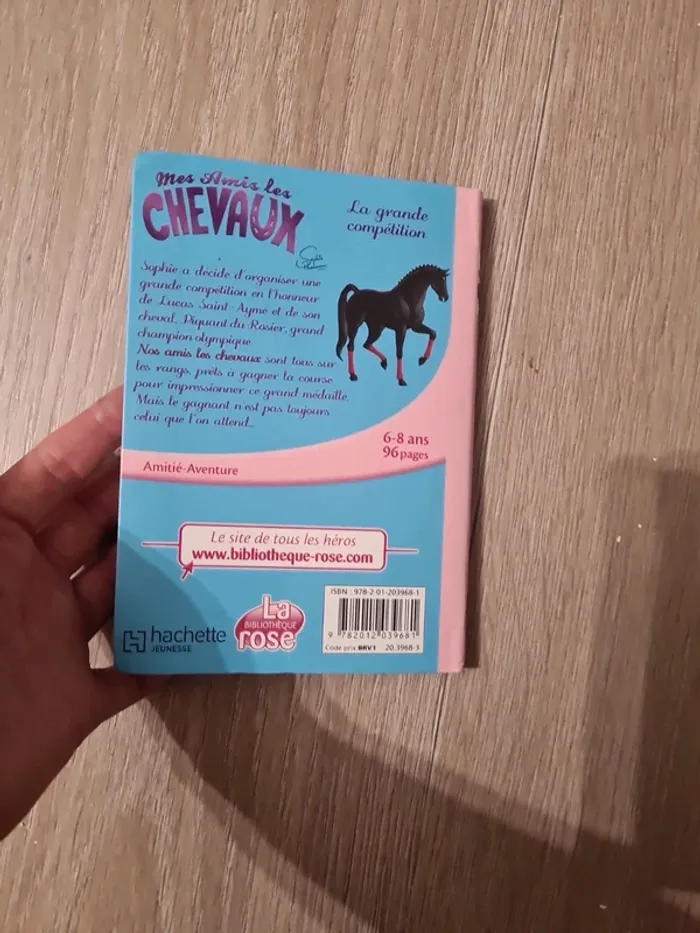 Mes Amis les
CHEVAUX
La grande
compétition
Sophie a décidé d'organiser une
grande compétition en l'honneur
de Lucas Saint-Aymé et de son
cheval, Piquant du Rosier, grand
champion olympique.
Nos amis les chevaux sont tous sur
les rangs, prêts à gagner la course
pour impressionner ce grand médaillé.
Mais le gagnant n'est pas toujours
celui que l'on attend...
6-8 ans
96 pages
Amitié-Aventure
Le site de tous les héros
www.bibliotheque-rose.com
ISBN : 978-2-01-203968-1
9 782012 039681
Code prix BRV1 20.3968-3
hachette
JEUNESSE
La
BIBLIOTHÈQUE
rose